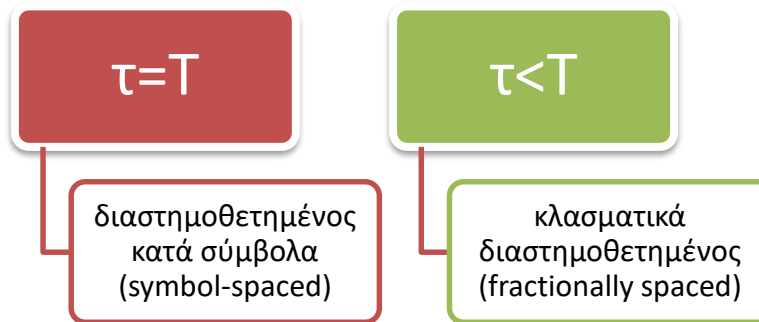 τ=Τ
διαστημοθετημένος
κατά σύμβολα
(symbol-spaced)
τ<Τ
κλασματικά
διαστημοθετημένος
(fractionally spaced)